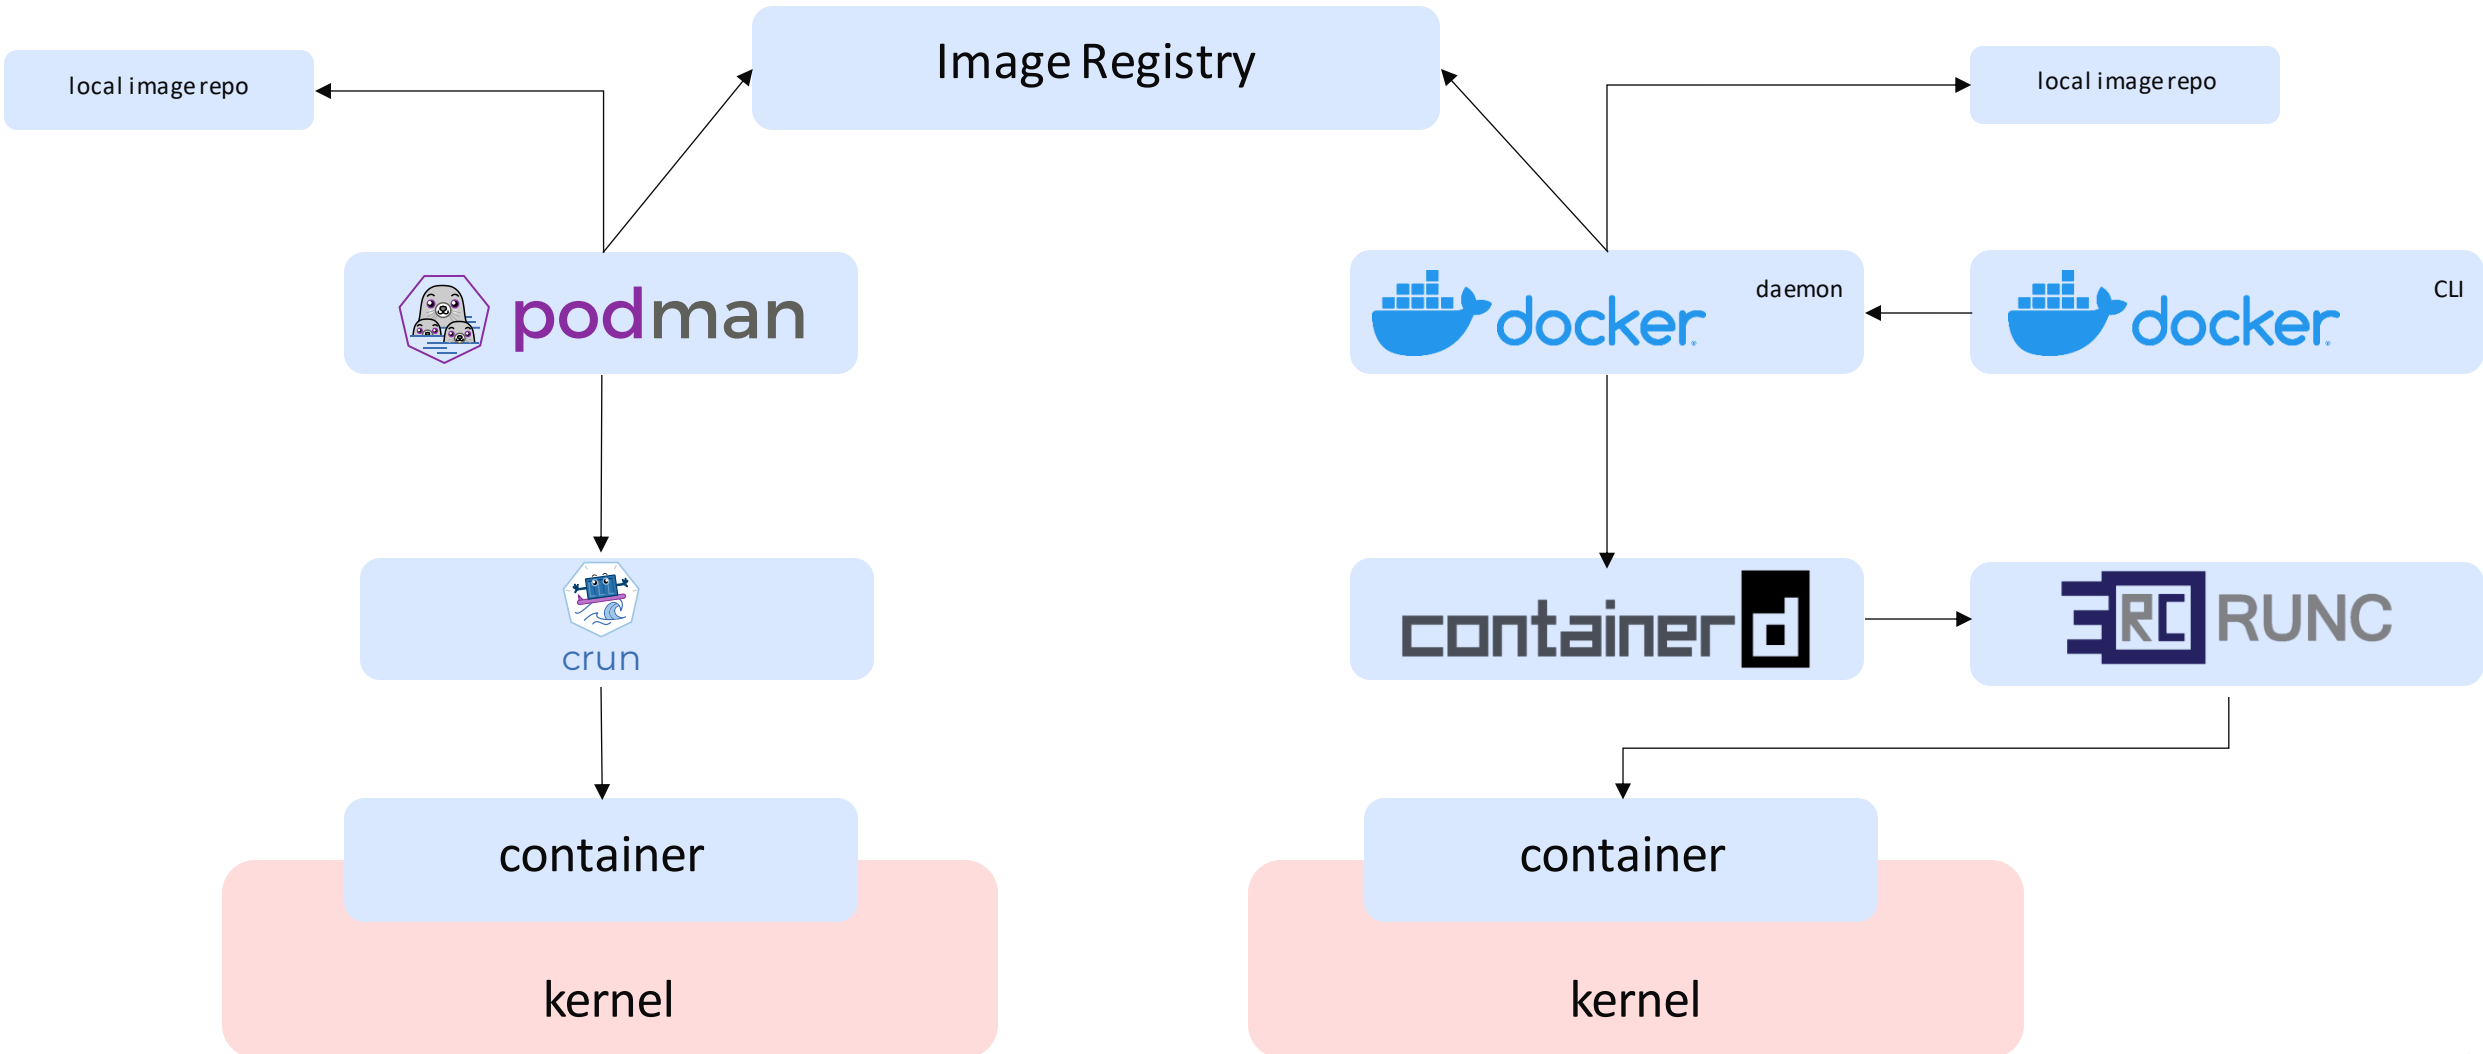 Image Registry
local image repo
local image repo
podman
docker
daemon
docker
CLI
crun
containerd
RC RUNC
container
container
kernel
kernel